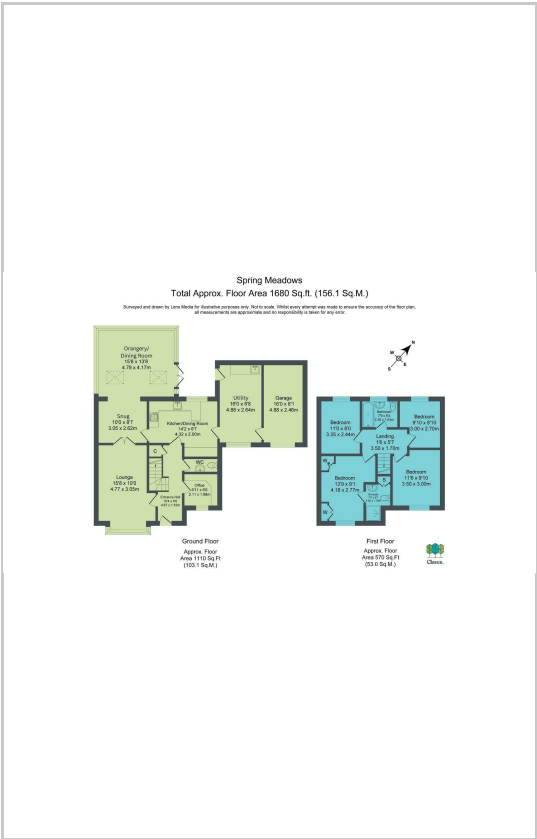 Spring Meadows
Total Approx. Floor Area 1680 Sq.ft. (156.1 Sq.M.)
Surveyed and drawn by Lens Media for illustrative purposes only. Not to scale. Whilst every attempt was made to ensure the accuracy of the floor plan,
all measurements are approximate and no responsibility is taken for any error.
N
W
E
S
Orangery/
Dining Room
15'8 x 13'8
4.78 x 4.17m
Snug
10'0 x 8'7
3.05 x 2.62m
Kitchen/Dining Room
14'2 x 8'7
4.32 x 2.60m
Utility
16'0 x 8'8
4.88 x 2.64m
Garage
16'0 x 8'1
4.88 x 2.46m
C
WC
Lounge
15'8 x 10'0
4.77 x 3.05m
Entrance Hall
Office
Ground Floor
Approx. Floor
Area 1110 Sq.Ft
(103.1 Sq.M.)
Bedroom
11'0 x 8'0
3.35 x 2.44m
Bathroom
Bedroom
9'10 x 8'10
3.00 x 2.70m
Landing
3.50 x 1.70m
W
S
Bedroom
13'9 x 9'1
4.18 x 2.77m
W
Bedroom
11'6 x 9'10
3.50 x 3.00m
First Floor
Approx. Floor
Area 570 Sq.Ft
(53.0 Sq.M.)